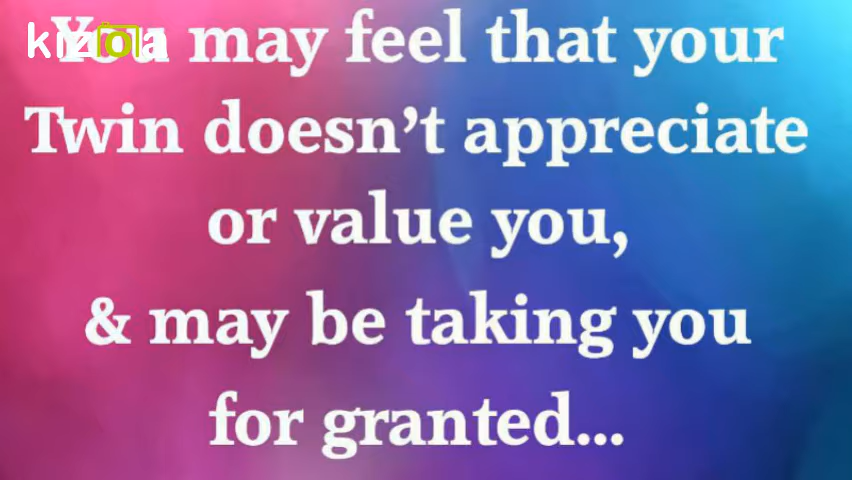 You may feel that your
Twin doesn't appreciate
or value you,
& may be taking you
for granted...